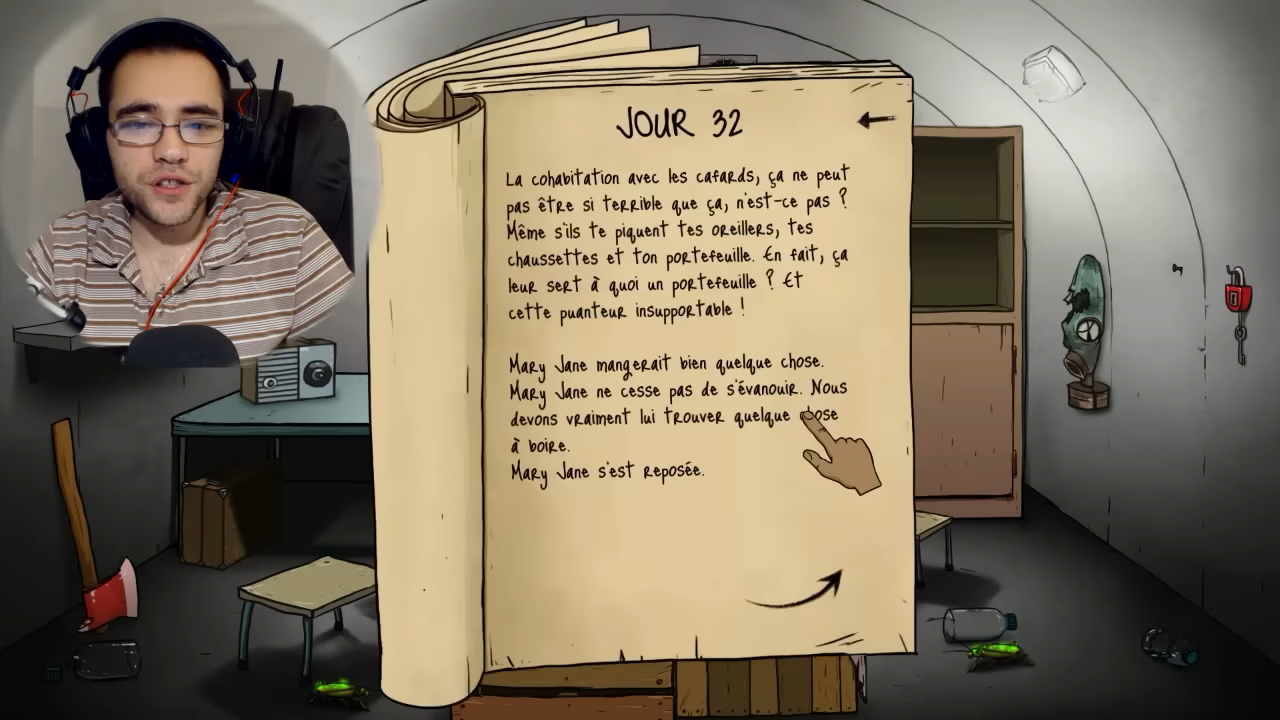 JOUR 32
La cohabitation avec les cafards, ça ne peut
pas être si terrible que ça, n'est-ce pas ?
Même s'ils te piquent tes oreillers, tes
chaussettes et ton portefeuille. En fait, ça
leur sert à quoi un portefeuille ? Et
cette puanteur insupportable !
Mary Jane mangerait bien quelque chose.
Mary Jane ne cesse pas de s'évanouir. Nous
devons vraiment lui trouver quelque chose
à boire.
Mary Jane s'est reposée.